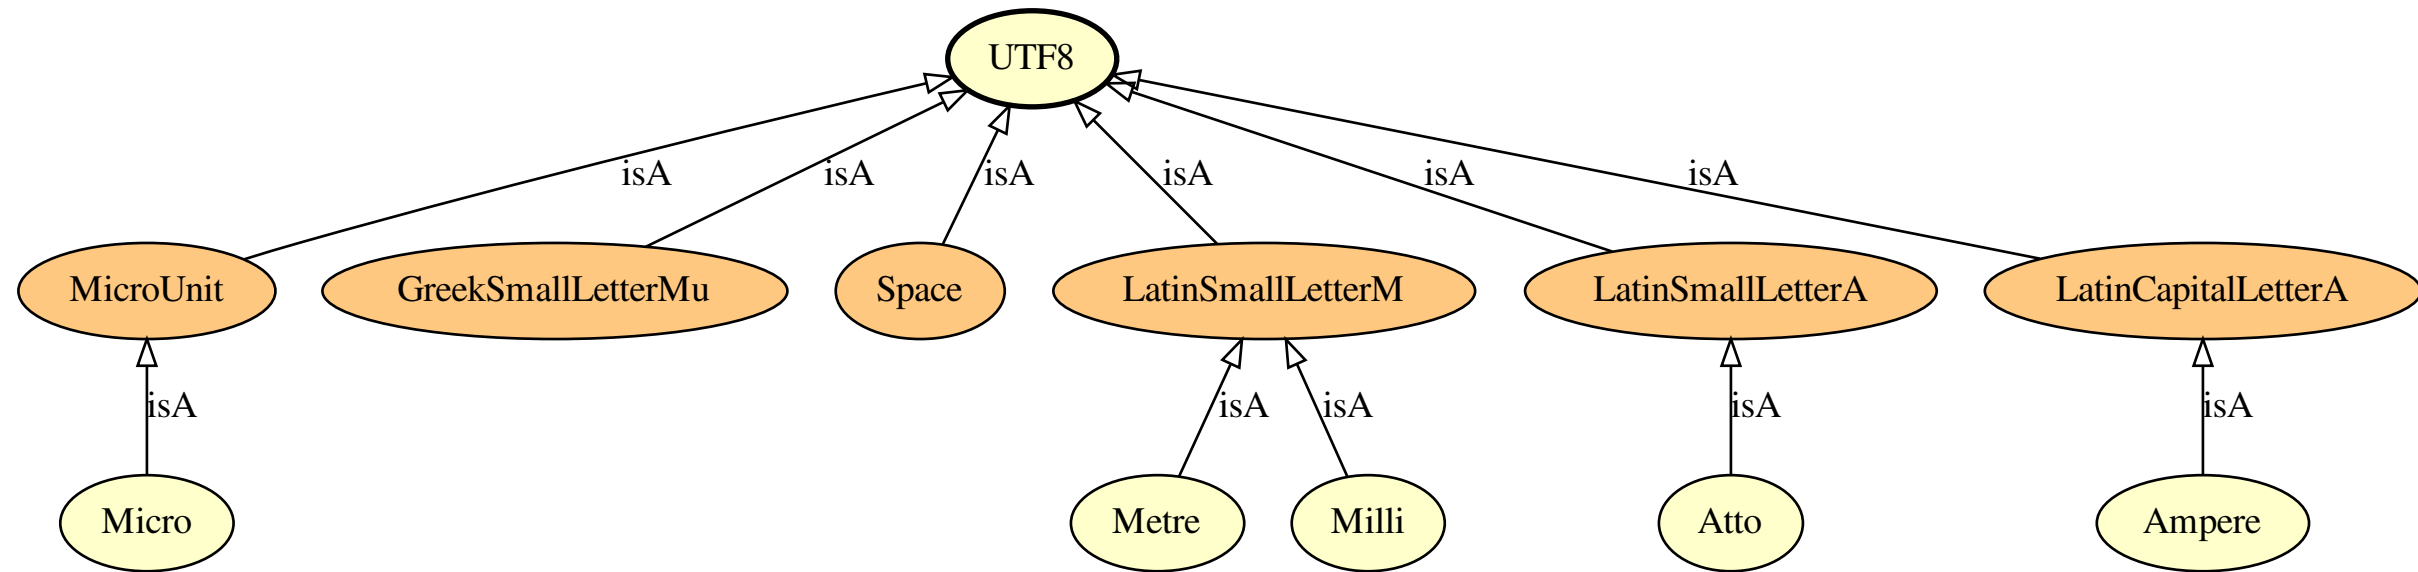 UTF8
isA isA isA isA isA isA
MicroUnit GreekSmallLetterMu Space LatinSmallLetterM LatinSmallLetterA LatinCapitalLetterA
isA isA isA isA isA
Micro Metre Milli Atto Ampere